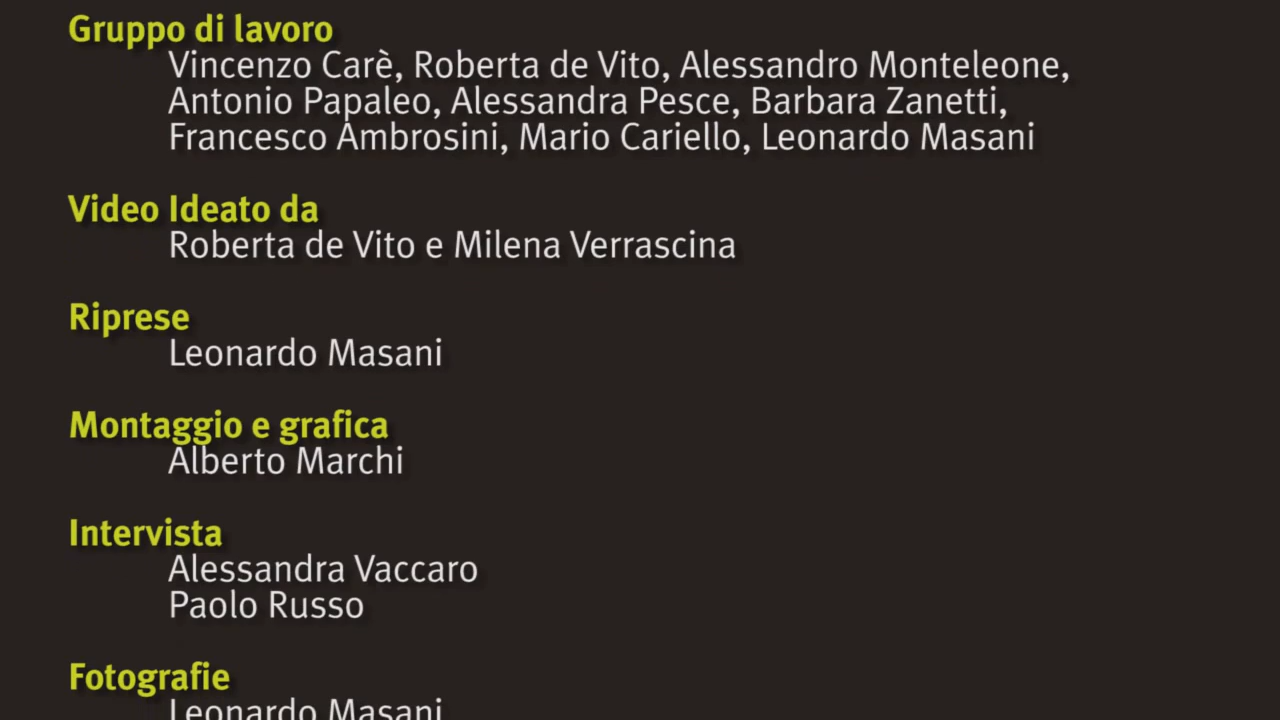 Gruppo di lavoro
Vincenzo Carè, Roberta de Vito, Alessandro Monteleone,
Antonio Papaleo, Alessandra Pesce, Barbara Zanetti,
Francesco Ambrosini, Mario Cariello, Leonardo Masani
Video Ideato da
Roberta de Vito e Milena Verrascina
Riprese
Leonardo Masani
Montaggio e grafica
Alberto Marchi
Intervista
Alessandra Vaccaro
Paolo Russo
Fotografie
Leonardo Masani